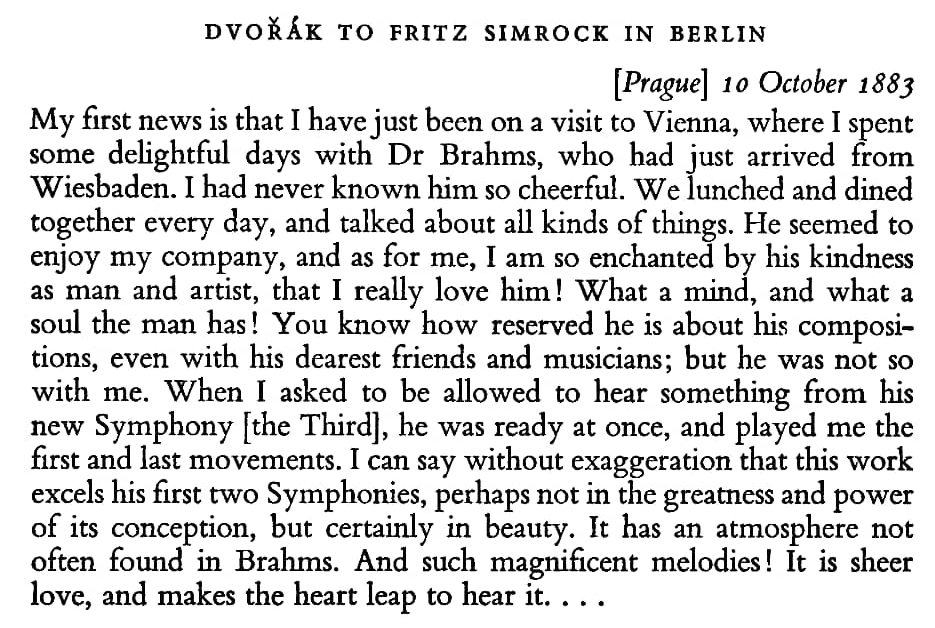 DVOŘÁK TO FRITZ SIMROCK IN BERLIN
[Prague] 10 October 1883
My first news is that I have just been on a visit to Vienna, where I spent
some delightful days with Dr Brahms, who had just arrived from
Wiesbaden. I had never known him so cheerful. We lunched and dined
together every day, and talked about all kinds of things. He seemed to
enjoy my company, and as for me, I am so enchanted by his kindness
as man and artist, that I really love him! What a mind, and what a
soul the man has! You know how reserved he is about his composi-
tions, even with his dearest friends and musicians; but he was not so
with me. When I asked to be allowed to hear something from his
new Symphony [the Third], he was ready at once, and played me the
first and last movements. I can say without exaggeration that this work
excels his first two Symphonies, perhaps not in the greatness and power
of its conception, but certainly in beauty. It has an atmosphere not
often found in Brahms. And such magnificent melodies! It is sheer
love, and makes the heart leap to hear it. . . .